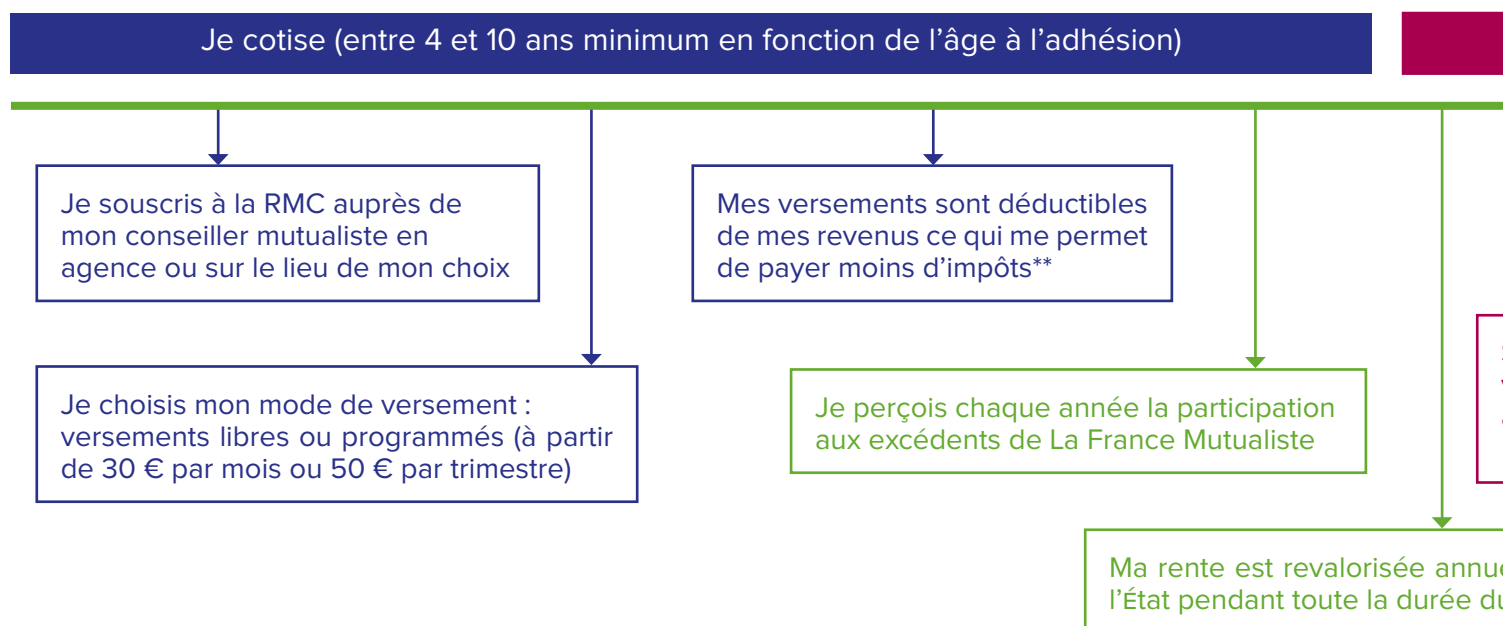 Je cotise (entre 4 et 10 ans minimum en fonction de l’âge à l’adhésion)
Je souscris à la RMC auprès de
mon conseiller mutualiste en
agence ou sur le lieu de mon choix
Mes versements sont déductibles
de mes revenus ce qui me permet
de payer moins d’impôts**
Je choisis mon mode de versement :
versements libres ou programmés (à partir
de 30 € par mois ou 50 € par trimestre)
Je perçois chaque année la participation
aux excédents de La France Mutualiste
Ma rente est revalorisée
l’État pendant toute la durée